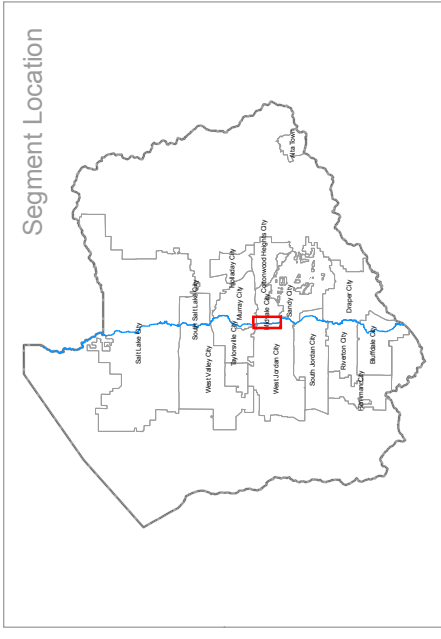 Segment Location
Salt Lake City
South Salt Lake City
West Valley City
Holladay City
Murray City
Taylorsville City
Cottonwood Heights City
Midvale City
Alta Town
West Jordan City
Sandy City
South Jordan City
Draper City
Riverton City
Bluffdale City
Herriman City